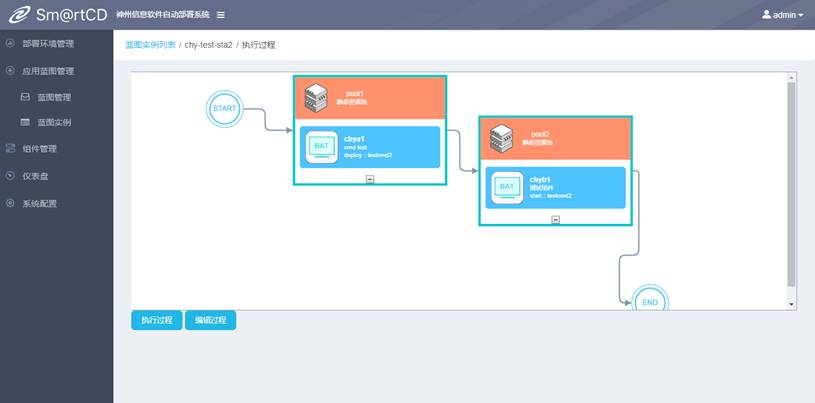 Sm@rtCD 神州信息软件自动部署系统 admin
部署环境管理
应用蓝图管理
蓝图管理
蓝图实例
组件管理
仪表盘
系统配置
蓝图实例列表 / chy-test-sta2 / 执行过程
START
pool1
静态资源池
BAT
chya1
cmd test
deploy：testcmd2
pool2
静态资源池
BAT
chyb1
测试组件
start：testcmd2
END
执行过程 编辑过程